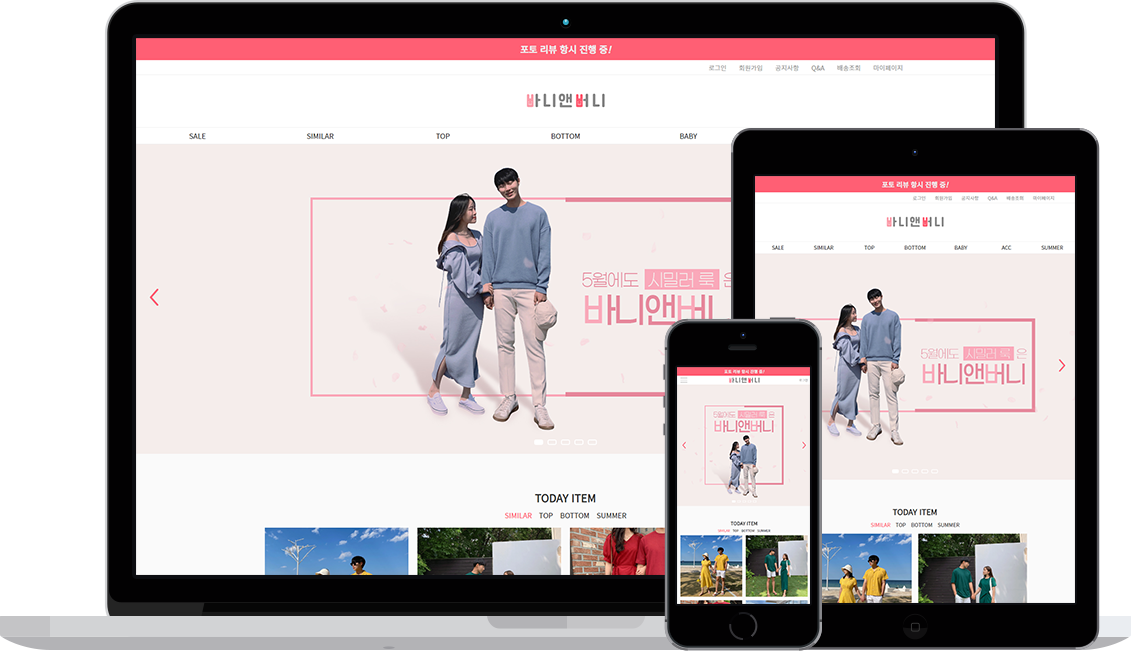 포토 리뷰 항시 진행 중!
로그인 회원가입 공지사항 Q&A 배송조회 마이페이지
바니앤버니
SALE SIMILAR TOP BOTTOM BABY
5월에도 시밀러 룩 은
바니앤버
TODAY ITEM
SIMILAR TOP BOTTOM SUMMER
포토 리뷰 항시 진행 중!
로그인 회원가입 공지사항 Q&A 배송조회 마이페이지
바니앤버니
SALE SIMILAR TOP BOTTOM BABY ACC SUMMER
5월에도 시밀러 룩 은
바니앤버니
TODAY ITEM
SIMILAR TOP BOTTOM SUMMER
포토 리뷰 항시 진행 중!
바니앤버니
5월에도 시밀러 룩 은
바니앤버니
TODAY ITEM
SIMILAR TOP BOTTOM SUMMER